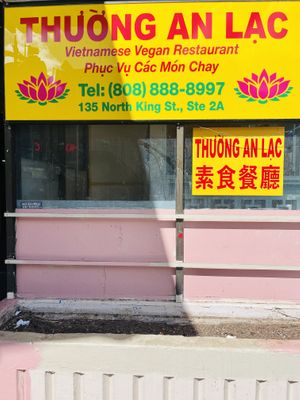 THƯỜNG AN LẠC
Vietnamese Vegan Restaurant
Phục Vụ Các Món Chay
Tel: (808) 888-8997
135 North King St., Ste 2A
THƯỜNG AN LẠC
素食餐廳